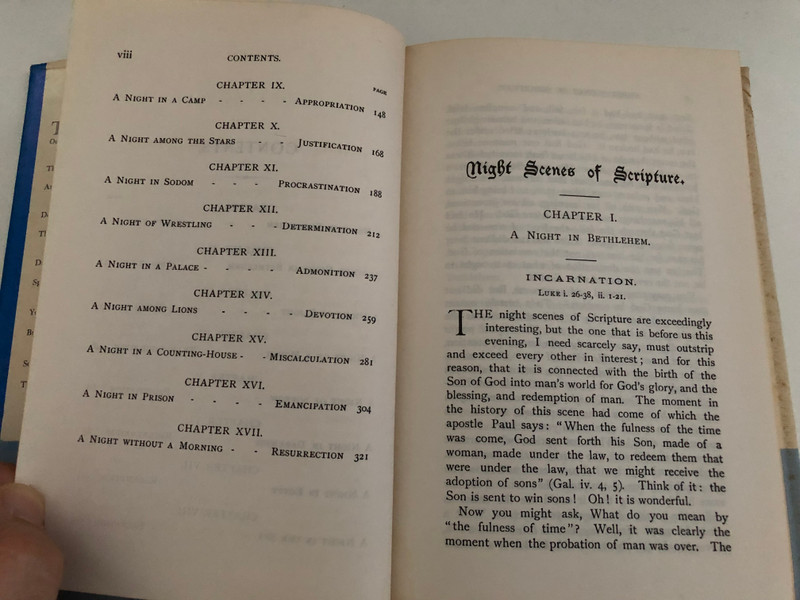 viii CONTENTS.
CHAPTER IX.
PAGE
A Night in a Camp - - - - Appropriation 148
CHAPTER X.
A Night among the Stars - - Justification 168
CHAPTER XI.
A Night in Sodom - - - Procrastination 188
CHAPTER XII.
A Night of Wrestling - - - Determination 212
CHAPTER XIII.
A Night in a Palace - - - - Admonition 237
CHAPTER XIV.
A Night among Lions - - - - Devotion 259
CHAPTER XV.
A Night in a Counting-House - - Miscalculation 281
CHAPTER XVI.
A Night in Prison - - - - Emancipation 304
CHAPTER XVII.
A Night without a Morning - - Resurrection 321
Night Scenes of Scripture.
CHAPTER I.
A Night in Bethlehem.
INCARNATION.
Luke i. 26-38, ii. 1-21.
THE night scenes of Scripture are exceedingly
interesting, but the one that is before us this
evening, I need scarcely say, must outstrip
and exceed every other in interest; and for this
reason, that it is connected with the birth of the
Son of God into man's world for God's glory, and the
blessing, and redemption of man. The moment in
the history of this scene had come of which the
apostle Paul says: "When the fulness of the time
was come, God sent forth his Son, made of a
woman, made under the law, to redeem them that
were under the law, that we might receive the
adoption of sons" (Gal. iv. 4, 5). Think of it: the
Son is sent to win sons! Oh! it is wonderful.
Now you might ask, What do you mean by
"the fulness of time"? Well, it was clearly the
moment when the probation of man was over. The